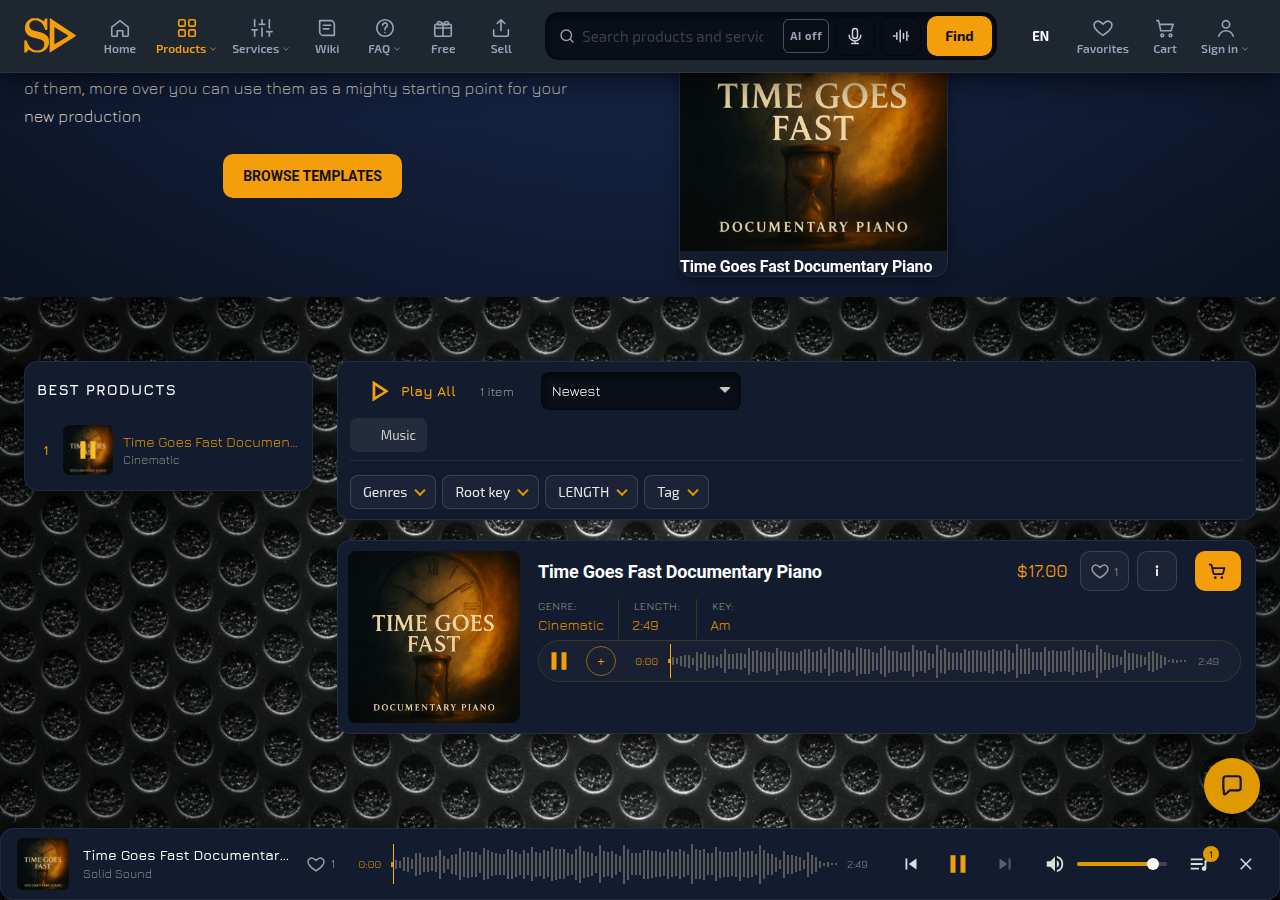 SD
Home
Products
Services
Wiki
FAQ
Free
Sell
Search products and servic
AI off
Find
EN
Favorites
Cart
Sign in
of them, more over you can use them as a mighty starting point for your
new production
BROWSE TEMPLATES
TIME GOES
FAST
DOCUMENTARY PIANO
Time Goes Fast Documentary Piano
BEST PRODUCTS
1
Time Goes Fast Documen...
Cinematic
Play All
1 item
Newest
Music
Genres
Root key
LENGTH
Tag
TIME GOES
FAST
DOCUMENTARY PIANO
Time Goes Fast Documentary Piano
$17.00
1
i
GENRE:
Cinematic
LENGTH:
2:49
KEY:
Am
+
0:00
2:49
TIME GOES
FAST
Time Goes Fast Documentar...
Solid Sound
1
0:00
2:49
1